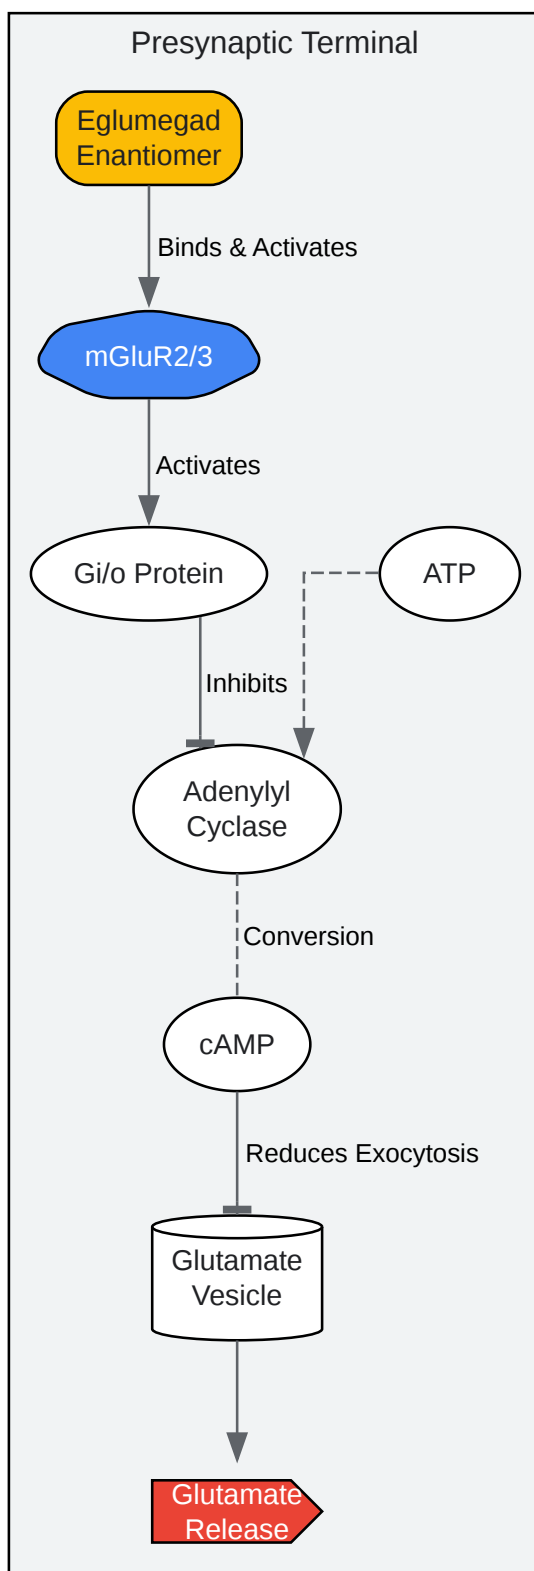 Presynaptic Terminal
Eglumegad
Enantiomer
Binds & Activates
mGluR2/3
Activates
Gi/o Protein
ATP
Inhibits
Adenylyl
Cyclase
Conversion
cAMP
Reduces Exocytosis
Glutamate
Vesicle
Glutamate
Release